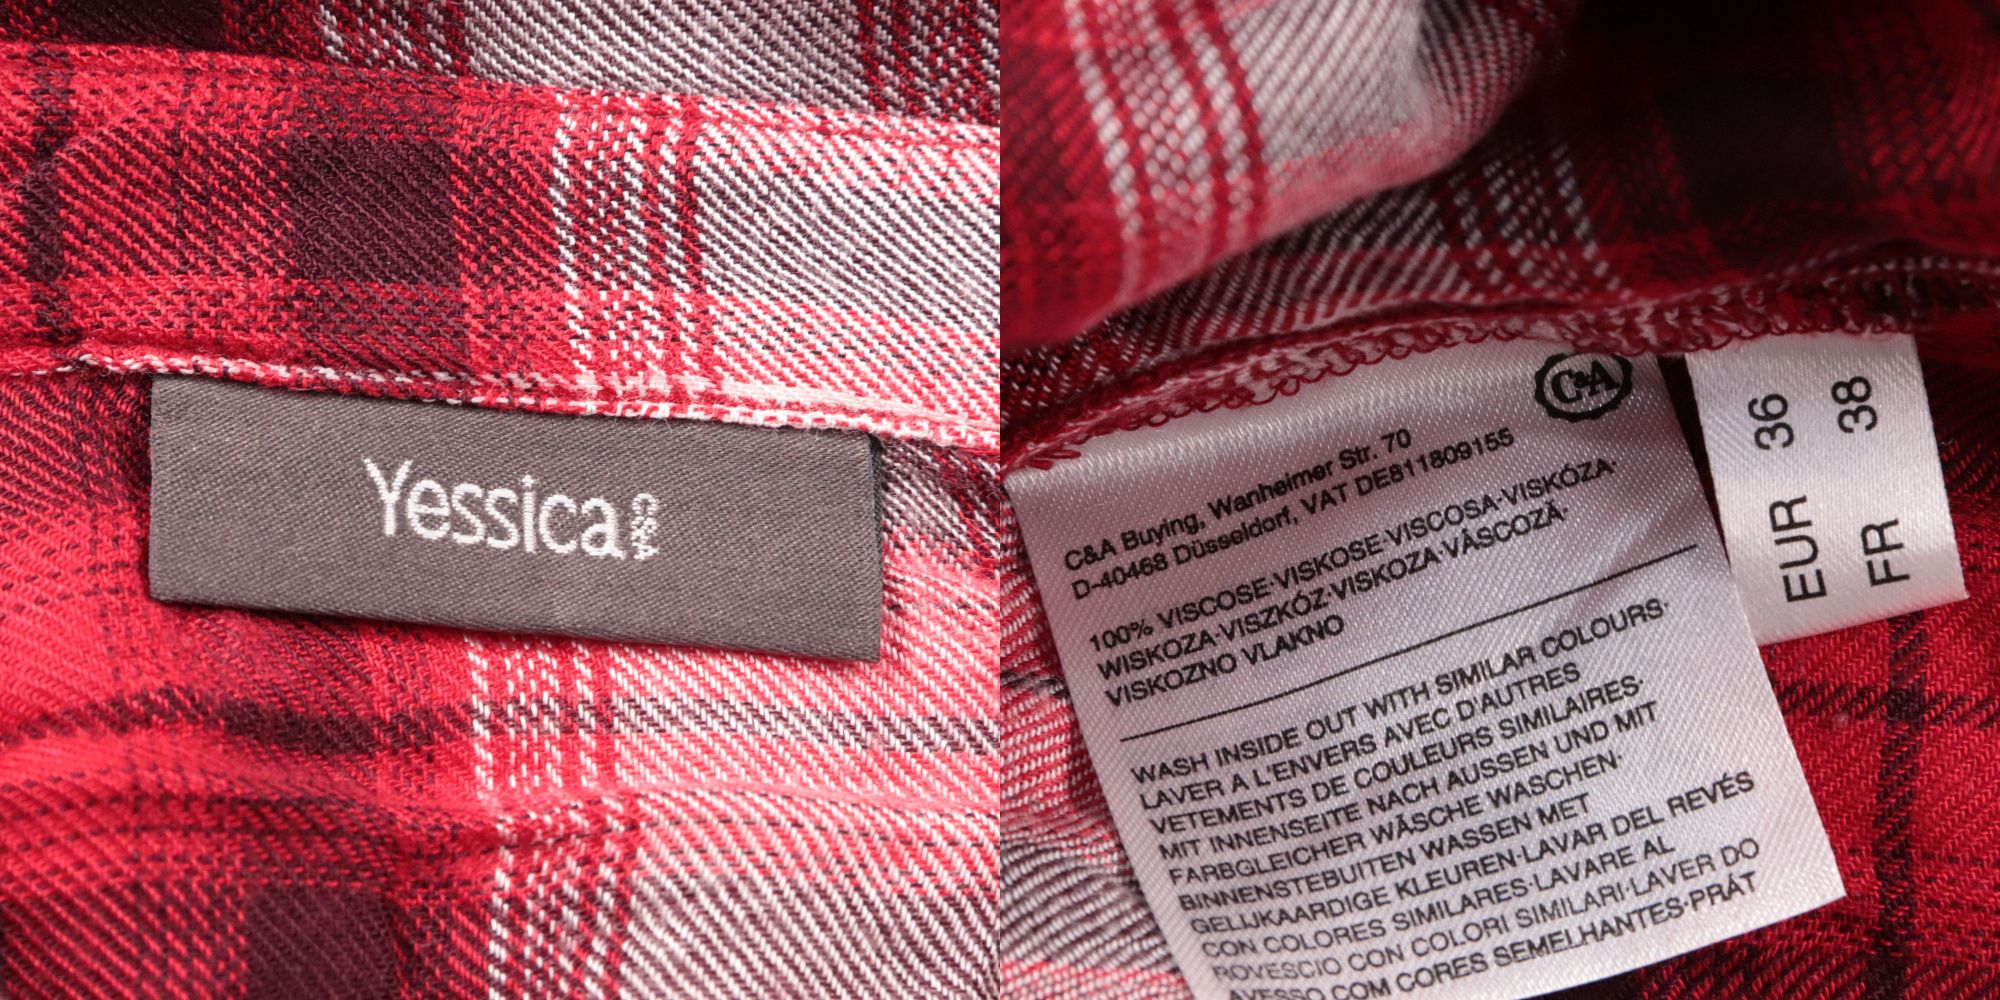 Yessica
C&A
C&A
C&A Buying, Wanheimer Str. 70
D-40468 Düsseldorf, VAT DE811809155
100% VISCOSE·VISKOSE·VISCOSA·VISKÓZA·
WISKOZA·VISZKÓZ·VISKOZA·VÂSCOZĂ·
VISKOZNO VLAKNO
WASH INSIDE OUT WITH SIMILAR COLOURS·
LAVER A L'ENVERS AVEC D'AUTRES
VETEMENTS DE COULEURS SIMILAIRES·
MIT INNENSEITE NACH AUSSEN UND MIT
FARBGLEICHER WÄSCHE WASCHEN·
BINNENSTEBUITEN WASSEN MET
GELIJKAARDIGE KLEUREN·LAVAR DEL REVÉS
CON COLORES SIMILARES·LAVARE AL
ROVESCIO CON COLORI SIMILARI·LAVER DO
AVESSO COM CORES SEMELHANTES·PRÁT
EUR 36
FR 38